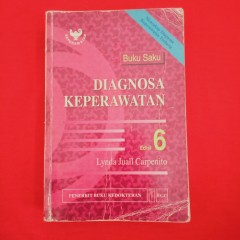 Buku Saku
DIAGNOSA
KEPERAWATAN
Edisi 6
Lynda Juall Carpenito
PENERBIT BUKU KEDOKTERAN EGC